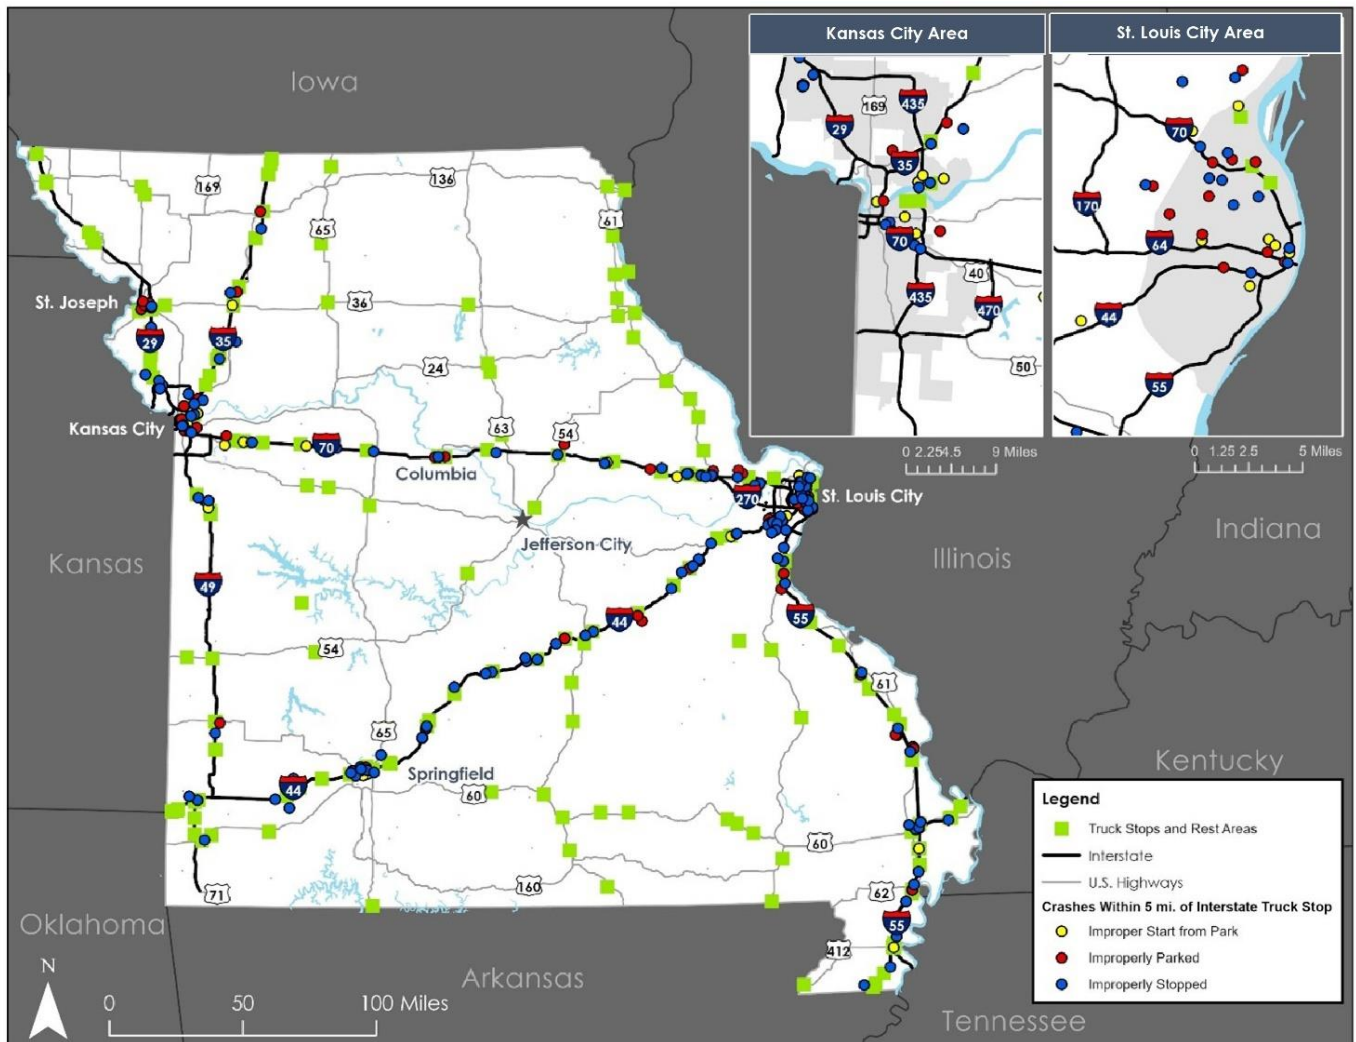 Kansas City Area
St. Louis City Area
169
435
29
35
70
40
435
470
50
0 2.254.5 9 Miles
70
170
64
44
55
0 1.25 2.5 5 Miles
Iowa
169
136
65
61
St. Joseph
36
29
35
24
Kansas City
63
54
70
Columbia
270
St. Louis City
Jefferson City
Kansas
Illinois
Indiana
49
44
55
54
61
65
Springfield
44
60
Kentucky
60
71
160
62
55
412
Oklahoma
Arkansas
Tennessee
N
0 50 100 Miles
Legend
Truck Stops and Rest Areas
Interstate
U.S. Highways
Crashes Within 5 mi. of Interstate Truck Stop
Improper Start from Park
Improperly Parked
Improperly Stopped